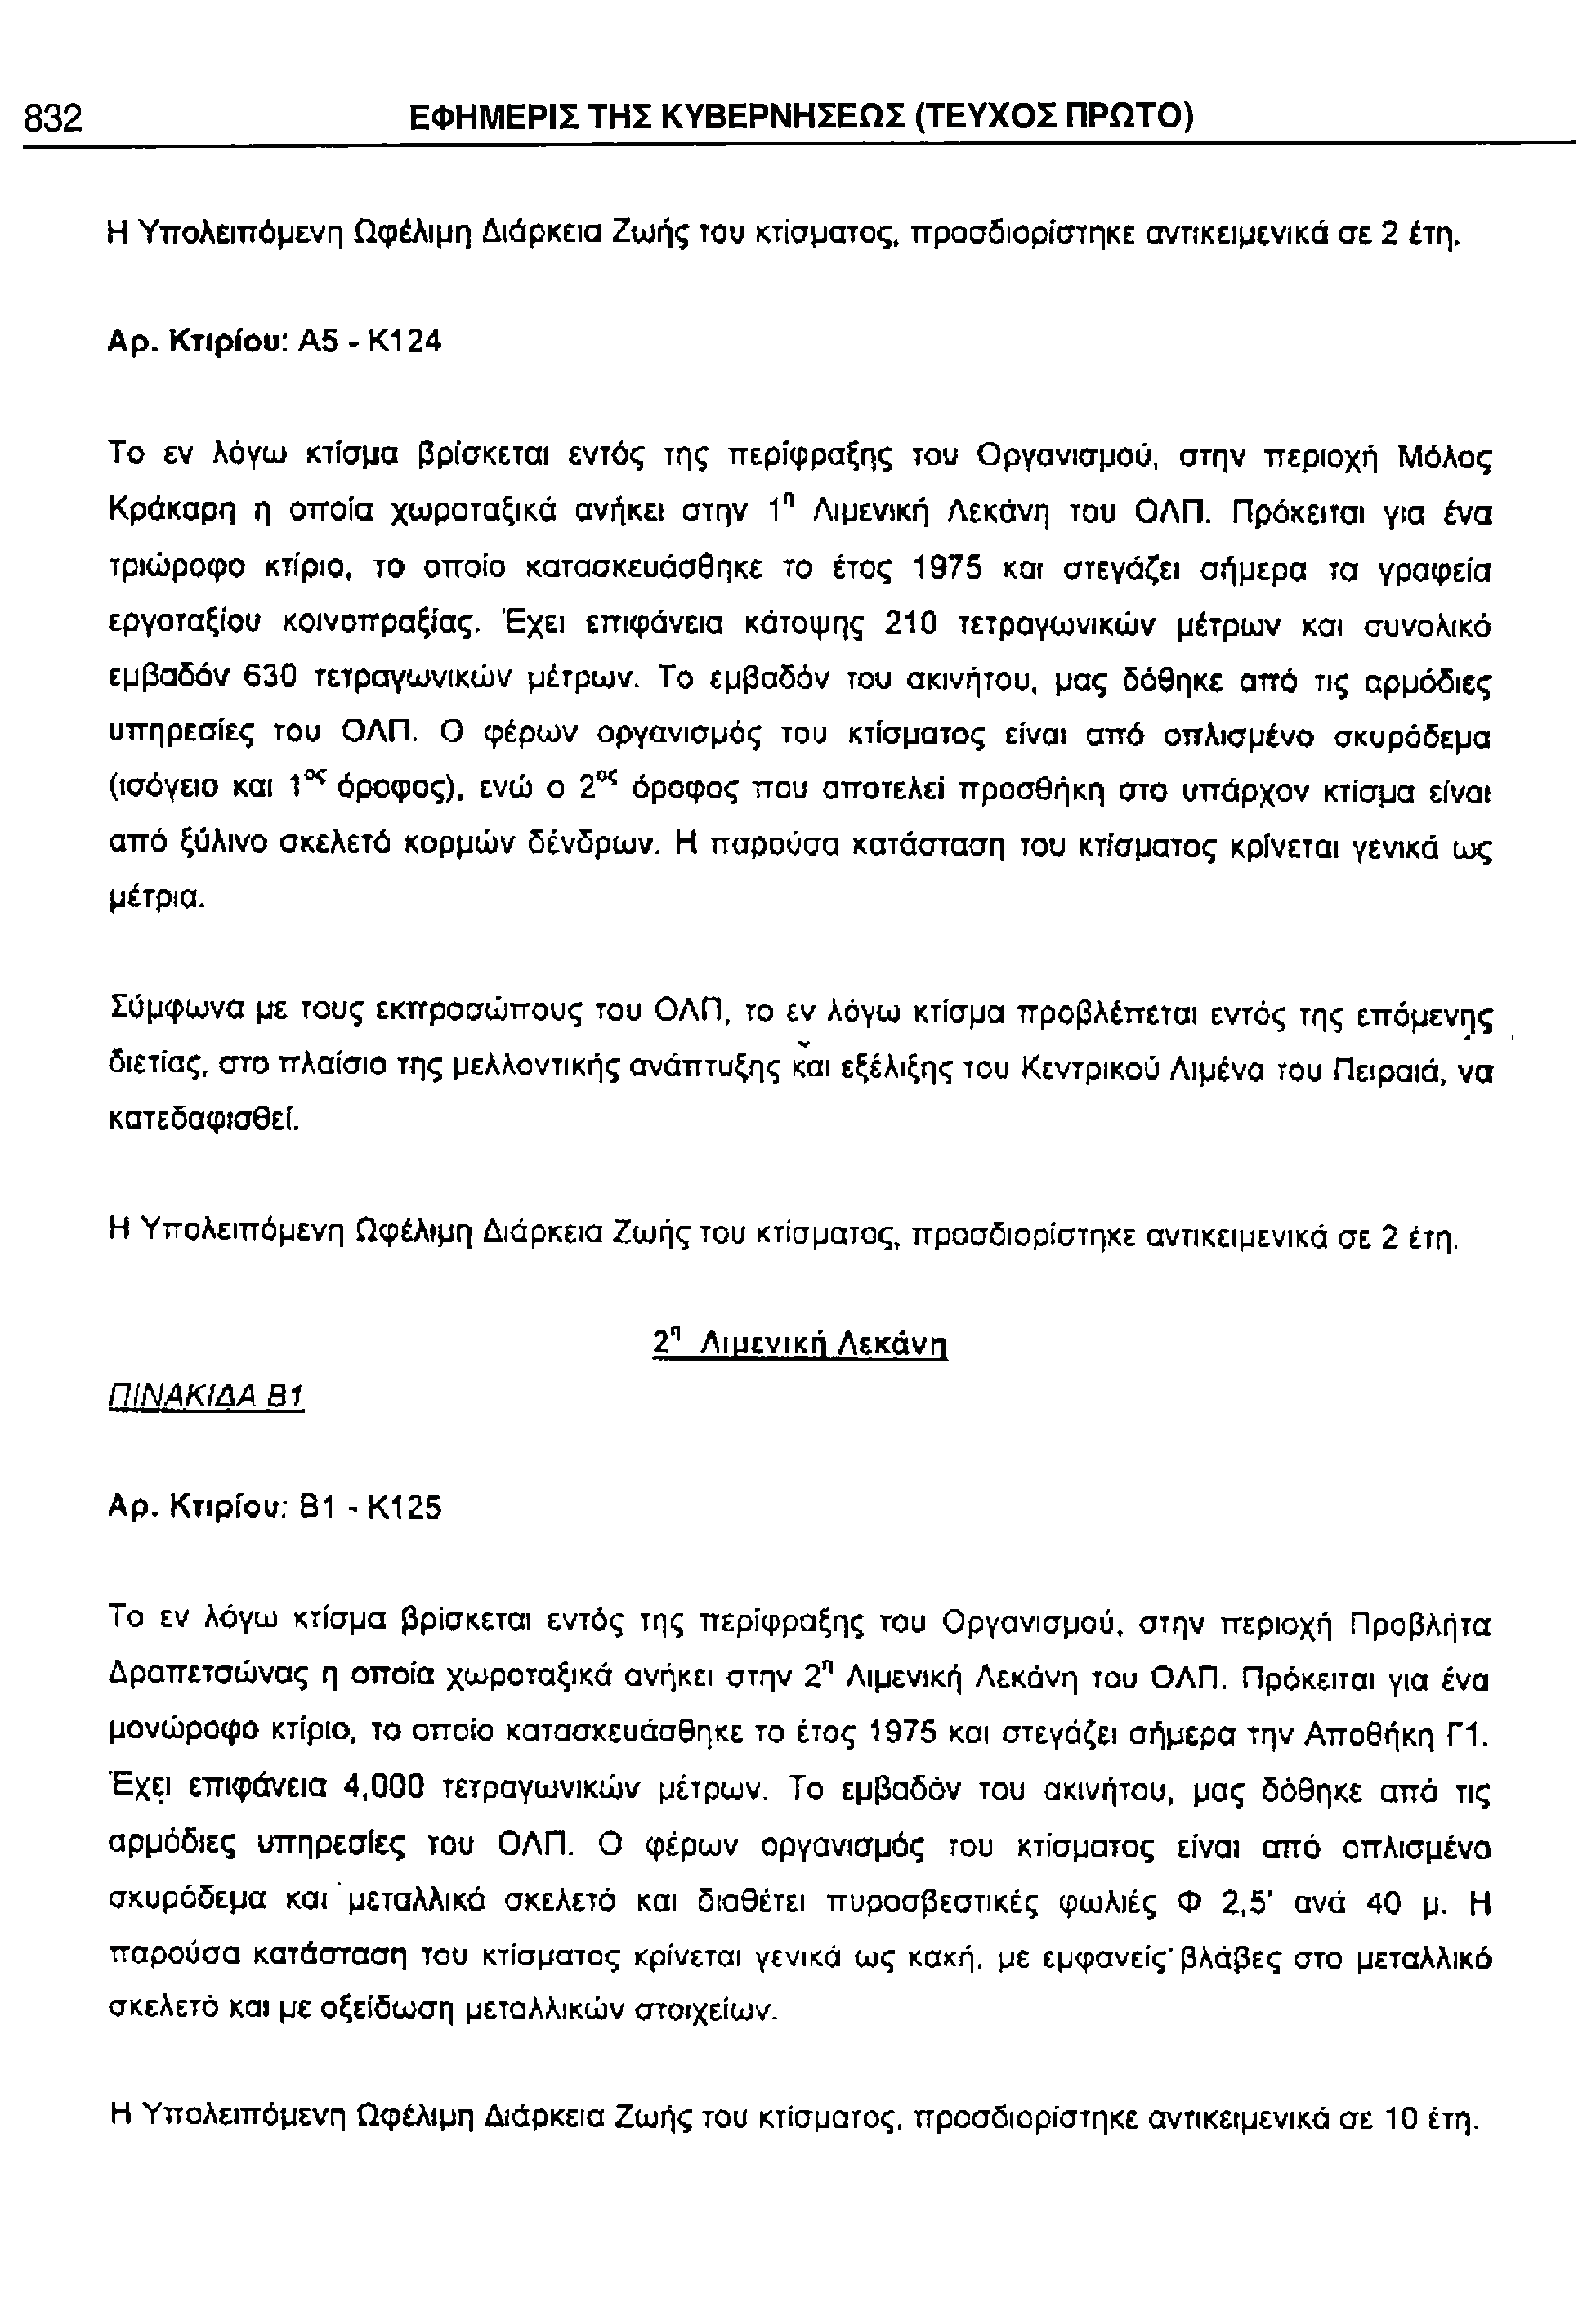 832 ΕΦΗΜΕΡΙΣ ΤΗΣ ΚΥΒΕΡΝΗΣΕΩΣ (ΤΕΥΧΟΣ ΠΡΩΤΟ)
Η Υπολειπόμενη Ωφέλιμη Διάρκεια Ζωής του κτίσματος, προσδιορίστηκε αντικειμενικά σε 2 έτη.
Αρ. Κτιρίου: Α5 - Κ124
Το εν λόγω κτίσμα βρίσκεται εντός της περίφραξης του Οργανισμού, στην περιοχή Μόλος
Κράκαρη η οποία χωροταξικά ανήκει στην 1η Λιμενική Λεκάνη του ΟΛΠ. Πρόκειται για ένα
τριώροφο κτίριο, το οποίο κατασκευάσθηκε το έτος 1975 και στεγάζει σήμερα τα γραφεία
εργοταξίου κοινοπραξίας. Έχει επιφάνεια κάτοψης 210 τετραγωνικών μέτρων και συνολικό
εμβαδόν 630 τετραγωνικών μέτρων. Το εμβαδόν του ακινήτου, μας δόθηκε από τις αρμόδιες
υπηρεσίες του ΟΛΠ. Ο φέρων οργανισμός του κτίσματος είναι από οπλισμένο σκυρόδεμα
(ισόγειο και 1ος όροφος), ενώ ο 2ος όροφος που αποτελεί προσθήκη στο υπάρχον κτίσμα είναι
από ξύλινο σκελετό κορμών δένδρων. Η παρούσα κατάσταση του κτίσματος κρίνεται γενικά ως
μέτρια.
Σύμφωνα με τους εκπροσώπους του ΟΛΠ, το εν λόγω κτίσμα προβλέπεται εντός της επόμενης
διετίας, στο πλαίσιο της μελλοντικής ανάπτυξης και εξέλιξης του Κεντρικού Λιμένα του Πειραιά, να
κατεδαφισθεί.
Η Υπολειπόμενη Ωφέλιμη Διάρκεια Ζωής του κτίσματος, προσδιορίστηκε αντικειμενικά σε 2 έτη.
2η Λιμενική Λεκάνη
ΠΙΝΑΚΙΔΑ Β1
Αρ. Κτιρίου: Β1 - Κ125
Το εν λόγω κτίσμα βρίσκεται εντός της περίφραξης του Οργανισμού, στην περιοχή Προβλήτα
Δραπετσώνας η οποία χωροταξικά ανήκει στην 2η Λιμενική Λεκάνη του ΟΛΠ. Πρόκειται για ένα
μονώροφο κτίριο, το οποίο κατασκευάσθηκε το έτος 1975 και στεγάζει σήμερα την Αποθήκη Γ1.
Έχει επιφάνεια 4.000 τετραγωνικών μέτρων. Το εμβαδόν του ακινήτου, μας δόθηκε από τις
αρμόδιες υπηρεσίες του ΟΛΠ. Ο φέρων οργανισμός του κτίσματος είναι από οπλισμένο
σκυρόδεμα και μεταλλικό σκελετό και διαθέτει πυροσβεστικές φωλιές Φ 2,5' ανά 40 μ. Η
παρούσα κατάσταση του κτίσματος κρίνεται γενικά ως κακή, με εμφανείς βλάβες στο μεταλλικό
σκελετό και με οξείδωση μεταλλικών στοιχείων.
Η Υπολειπόμενη Ωφέλιμη Διάρκεια Ζωής του κτίσματος, προσδιορίστηκε αντικειμενικά σε 10 έτη.